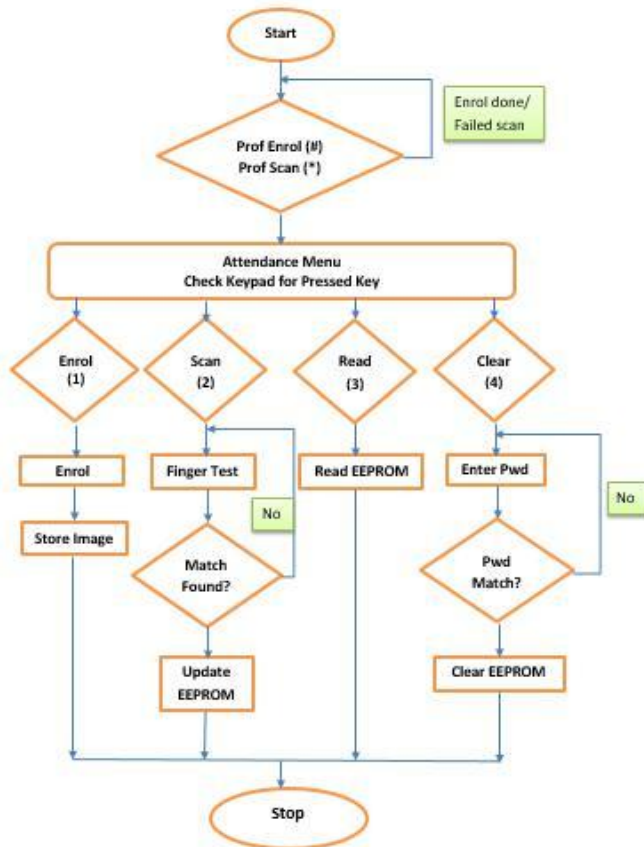 Start
Enrol done/
Failed scan
Prof Enrol (#)
Prof Scan (*)
Attendance Menu
Check Keypad for Pressed Key
Enrol
(1)
Scan
(2)
Read
(3)
Clear
(4)
Enrol
Finger Test
Read EEPROM
Enter Pwd
No
No
Store Image
Match
Found?
Pwd
Match?
Update
EEPROM
Clear EEPROM
Stop